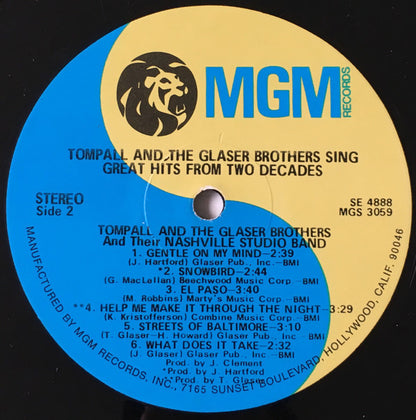 MGM
RECORDS
TOMPALL AND THE GLASER BROTHERS SING
GREAT HITS FROM TWO DECADES
STEREO
Side 2
SE 4888
MGS 3059
TOMPALL AND THE GLASER BROTHERS
And Their NASHVILLE STUDIO BAND
1. GENTLE ON MY MIND—2:39
(J. Hartford) Glaser Pub., Inc.—BMI
*2. SNOWBIRD—2:44
(G. MacLellan) Beechwood Music Corp.—BMI
3. EL PASO—3:40
(M. Robbins) Marty's Music Corp.—BMI
**4. HELP ME MAKE IT THROUGH THE NIGHT—3:29
(K. Kristofferson) Combine Music Corp.—BMI
5. STREETS OF BALTIMORE—3:10
(T. Glaser—H. Howard) Glaser Pub., Inc.—BMI
6. WHAT DOES IT TAKE—2:32
(J. Glaser) Glaser Pub., Inc.—BMI
Prod. by J. Clement
*Prod. by J. Hartford
**Prod. by T. Glaser
MANUFACTURED BY MGM RECORDS, INC., 7165 SUNSET BOULEVARD, HOLLYWOOD, CALIF. 90046